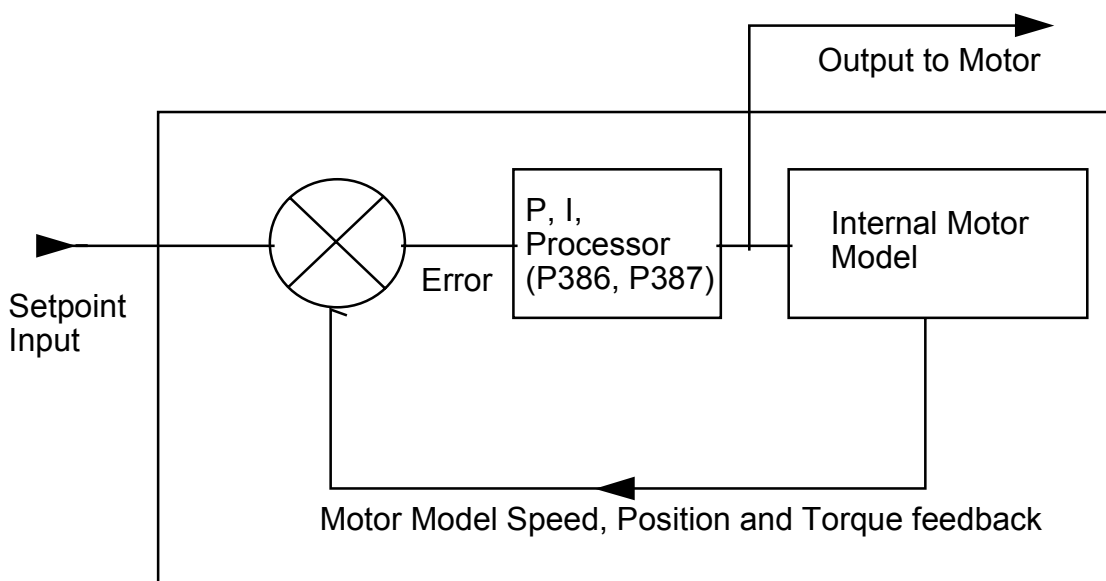 Output to Motor
Setpoint
Input
Error
P, I,
Processor
(P386, P387)
Internal Motor
Model
Motor Model Speed, Position and Torque feedback